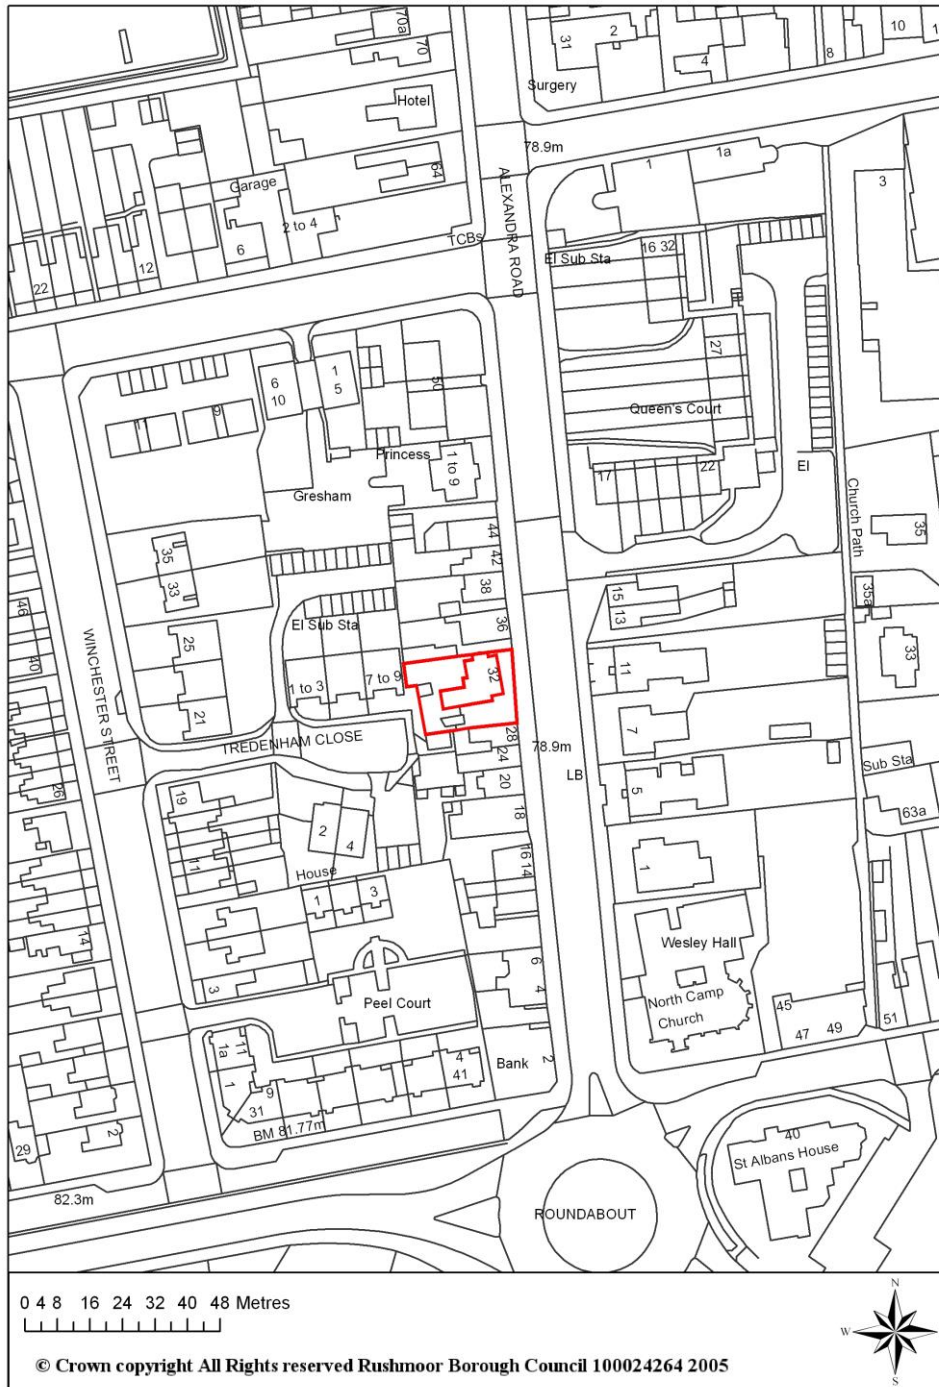 70a
70
Hotel
31
2
4
8
10
1
Surgery
78.9m
Garage
64
6
2 to 4
TCBs
12
22
ALEXANDRA ROAD
1
1a
3
El Sub Sta
16 32
27
6
10
1
5
50
11
9
Queen's Court
Princess
1 to 9
Gresham
17
22
El
Church Path
35
44
42
38
36
35
33
El Sub Sta
15
13
35a
33
46
40
WINCHESTER STREET
25
21
1 to 3
7 to 9
32
11
7
TREDENHAM CLOSE
28
24
20
18
78.9m
LB
5
Sub Sta
63a
26
19
11
2
4
House
1
3
16 14
1
14
3
Wesley Hall
North Camp
Church
Peel Court
6
4
45
47
49
51
1a
11
1
9
31
4
41
Bank
2
BM 81.77m
2
29
82.3m
40
St Albans House
ROUNDABOUT
0 4 8 16 24 32 40 48 Metres
N
W
S
© Crown copyright All Rights reserved Rushmoor Borough Council 100024264 2005